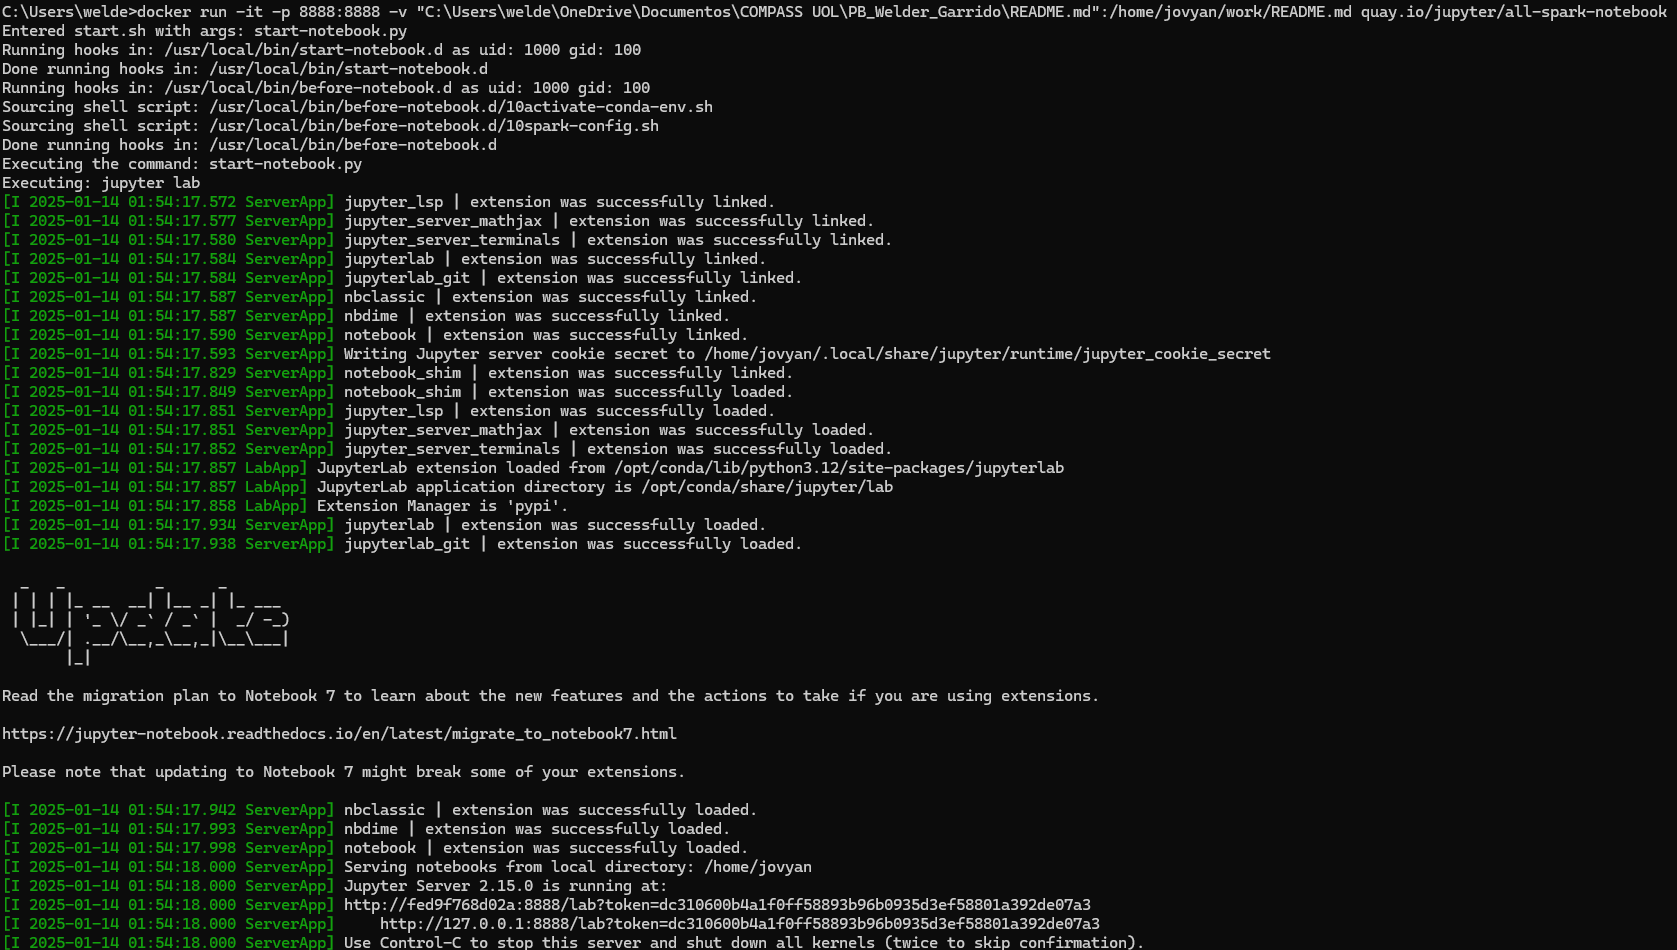 C:\Users\welde>docker run -it -p 8888:8888 -v "C:\Users\welde\OneDrive\Documentos\COMPASS UOL\PB_Welder_Garrido\README.md":/home/jovyan/work/README.md quay.io/jupyter/all-spark-notebook
Entered start.sh with args: start-notebook.py
Running hooks in: /usr/local/bin/start-notebook.d as uid: 1000 gid: 100
Done running hooks in: /usr/local/bin/start-notebook.d
Running hooks in: /usr/local/bin/before-notebook.d as uid: 1000 gid: 100
Sourcing shell script: /usr/local/bin/before-notebook.d/10activate-conda-env.sh
Sourcing shell script: /usr/local/bin/before-notebook.d/10spark-config.sh
Done running hooks in: /usr/local/bin/before-notebook.d
Executing the command: start-notebook.py
Executing: jupyter lab
[I 2025-01-14 01:54:17.572 ServerApp] jupyter_lsp | extension was successfully linked.
[I 2025-01-14 01:54:17.577 ServerApp] jupyter_server_mathjax | extension was successfully linked.
[I 2025-01-14 01:54:17.580 ServerApp] jupyter_server_terminals | extension was successfully linked.
[I 2025-01-14 01:54:17.584 ServerApp] jupyterlab | extension was successfully linked.
[I 2025-01-14 01:54:17.584 ServerApp] jupyterlab_git | extension was successfully linked.
[I 2025-01-14 01:54:17.587 ServerApp] nbclassic | extension was successfully linked.
[I 2025-01-14 01:54:17.587 ServerApp] nbdime | extension was successfully linked.
[I 2025-01-14 01:54:17.590 ServerApp] notebook | extension was successfully linked.
[I 2025-01-14 01:54:17.593 ServerApp] Writing Jupyter server cookie secret to /home/jovyan/.local/share/jupyter/runtime/jupyter_cookie_secret
[I 2025-01-14 01:54:17.829 ServerApp] notebook_shim | extension was successfully linked.
[I 2025-01-14 01:54:17.849 ServerApp] notebook_shim | extension was successfully loaded.
[I 2025-01-14 01:54:17.851 ServerApp] jupyter_lsp | extension was successfully loaded.
[I 2025-01-14 01:54:17.851 ServerApp] jupyter_server_mathjax | extension was successfully loaded.
[I 2025-01-14 01:54:17.852 ServerApp] jupyter_server_terminals | extension was successfully loaded.
[I 2025-01-14 01:54:17.857 LabApp] JupyterLab extension loaded from /opt/conda/lib/python3.12/site-packages/jupyterlab
[I 2025-01-14 01:54:17.857 LabApp] JupyterLab application directory is /opt/conda/share/jupyter/lab
[I 2025-01-14 01:54:17.858 LabApp] Extension Manager is 'pypi'.
[I 2025-01-14 01:54:17.934 ServerApp] jupyterlab | extension was successfully loaded.
[I 2025-01-14 01:54:17.938 ServerApp] jupyterlab_git | extension was successfully loaded.
  _   _          _      _
 | | | |_ __  __| |__ _| |_ ___
 | |_| | '_ \/ _` / _` |  _/ -_)
  \___/| .__/\__,_\__,_|\__\___|
       |_|
Read the migration plan to Notebook 7 to learn about the new features and the actions to take if you are using extensions.
https://jupyter-notebook.readthedocs.io/en/latest/migrate_to_notebook7.html
Please note that updating to Notebook 7 might break some of your extensions.
[I 2025-01-14 01:54:17.942 ServerApp] nbclassic | extension was successfully loaded.
[I 2025-01-14 01:54:17.993 ServerApp] nbdime | extension was successfully loaded.
[I 2025-01-14 01:54:17.998 ServerApp] notebook | extension was successfully loaded.
[I 2025-01-14 01:54:18.000 ServerApp] Serving notebooks from local directory: /home/jovyan
[I 2025-01-14 01:54:18.000 ServerApp] Jupyter Server 2.15.0 is running at:
[I 2025-01-14 01:54:18.000 ServerApp] http://fed9f768d02a:8888/lab?token=dc310600b4a1f0ff58893b96b0935d3ef58801a392de07a3
[I 2025-01-14 01:54:18.000 ServerApp]     http://127.0.0.1:8888/lab?token=dc310600b4a1f0ff58893b96b0935d3ef58801a392de07a3
[I 2025-01-14 01:54:18.000 ServerApp] Use Control-C to stop this server and shut down all kernels (twice to skip confirmation).